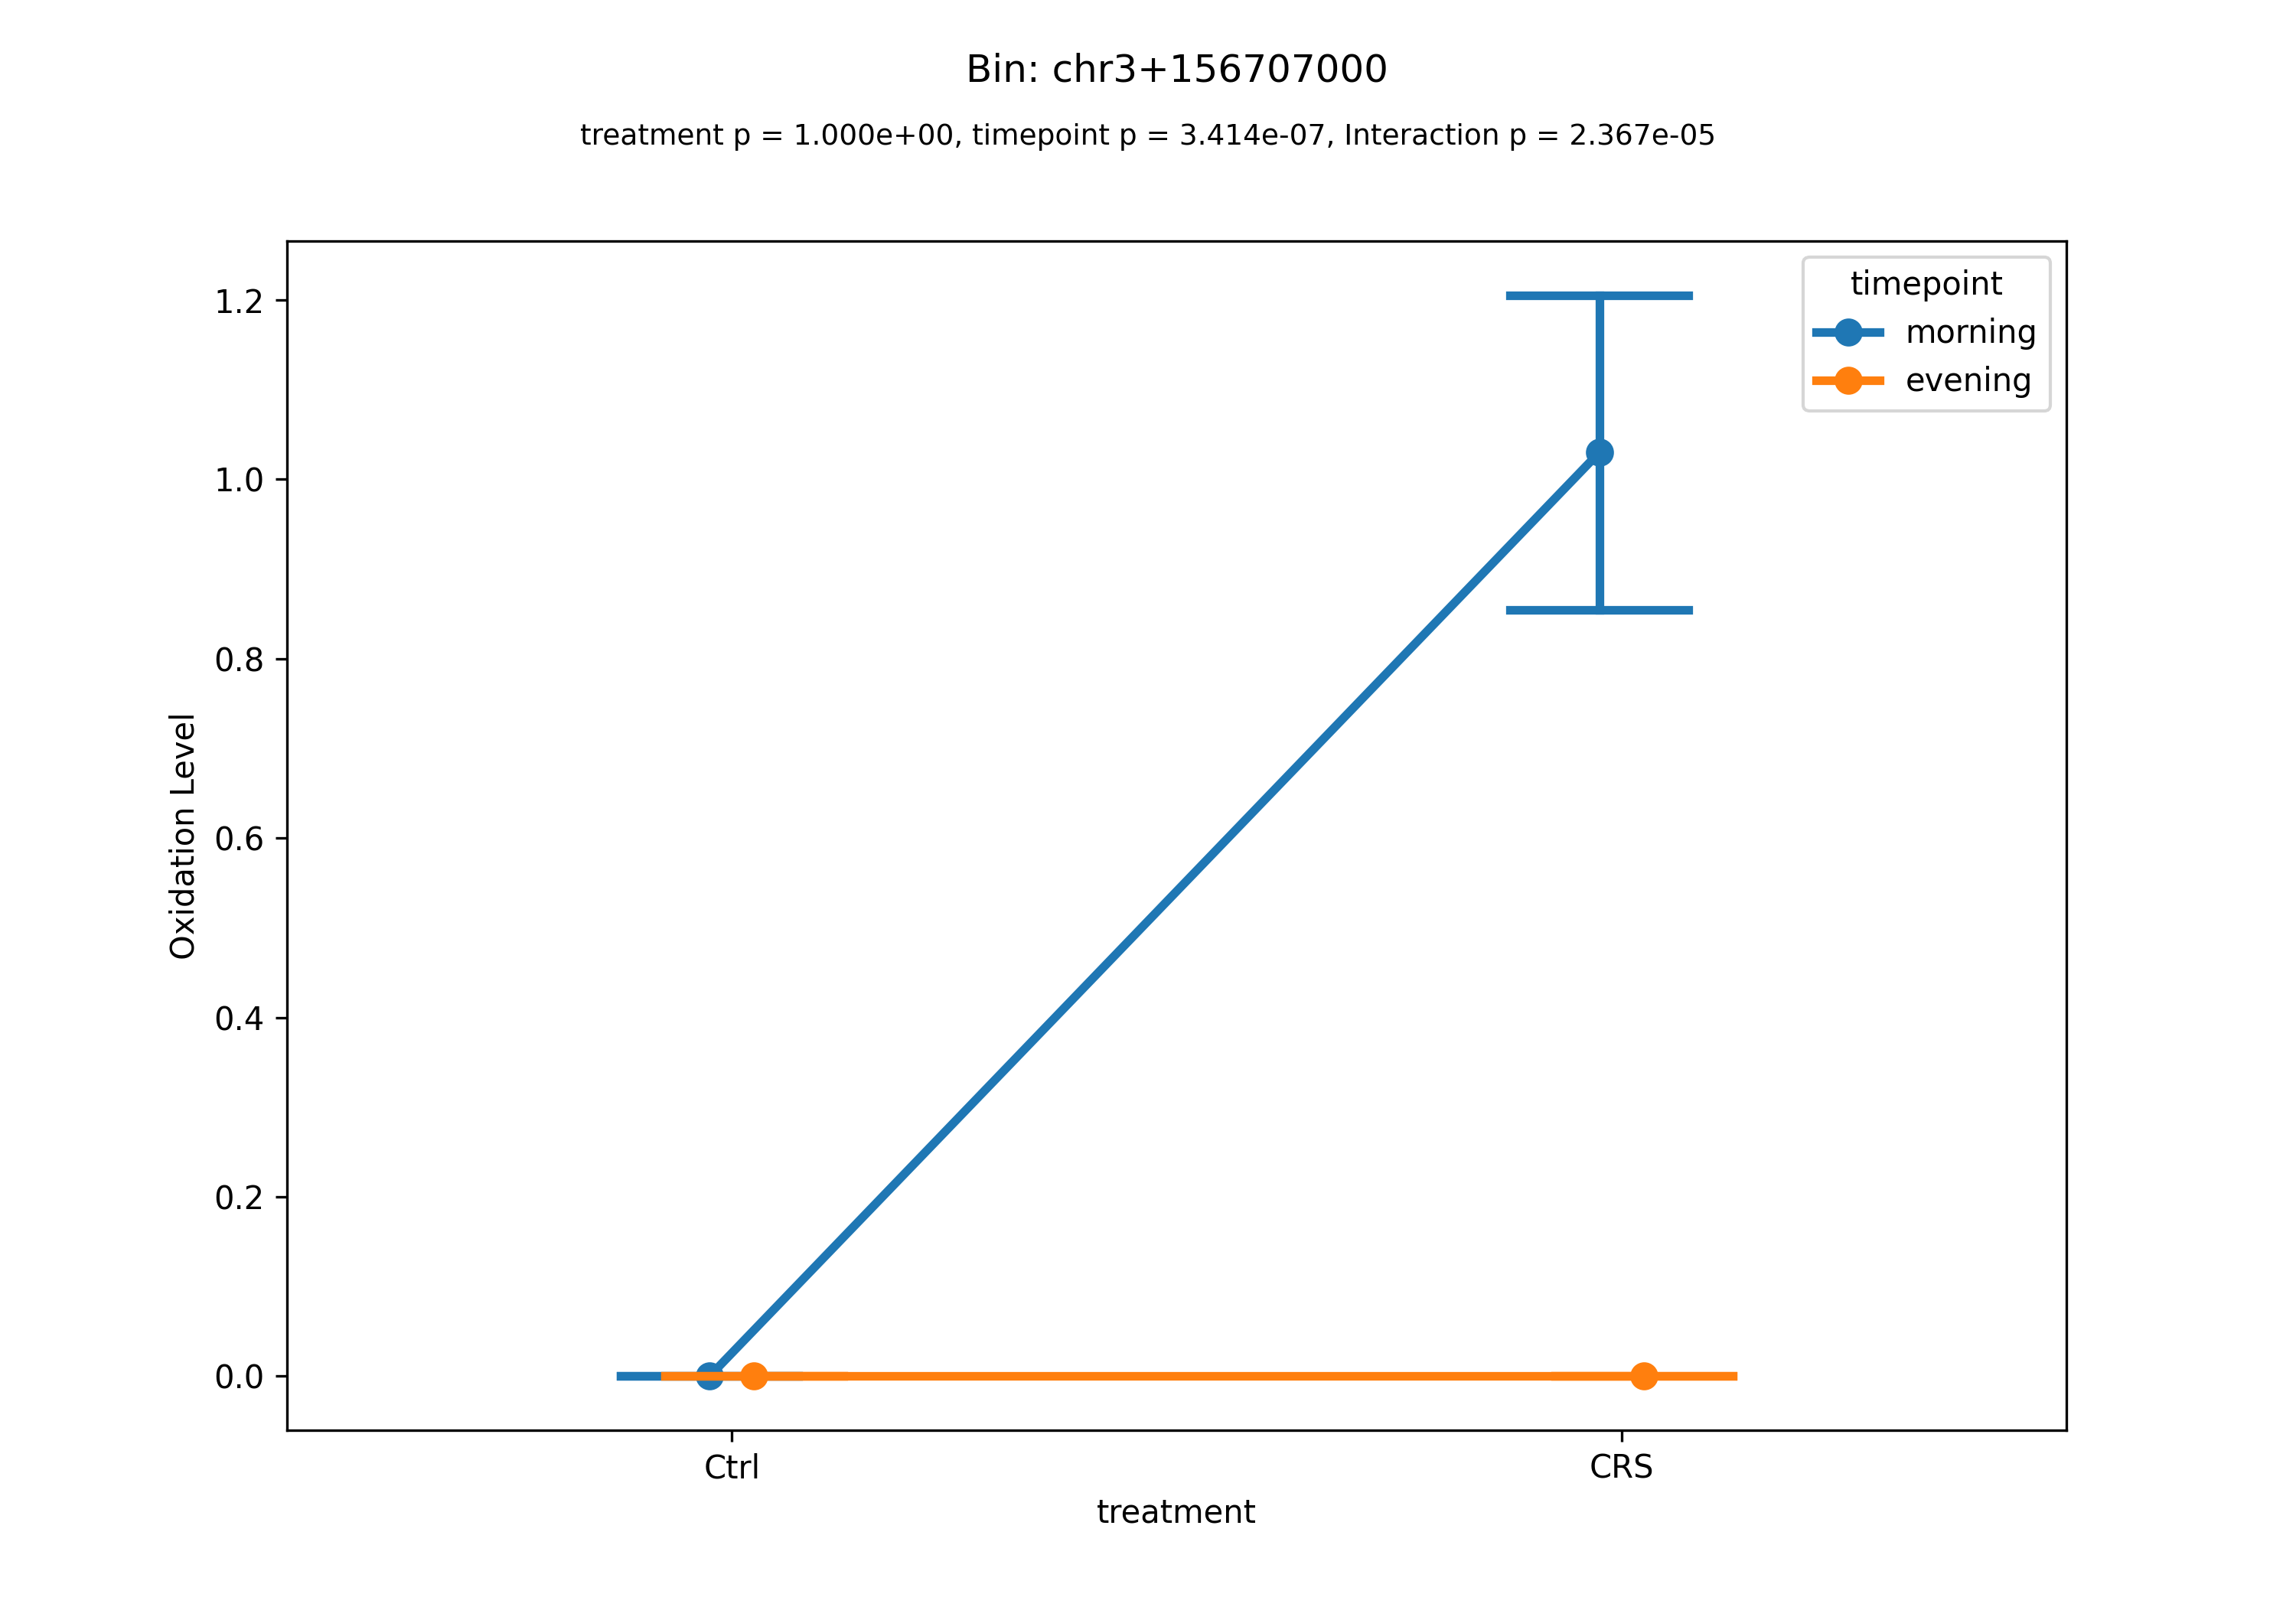 Bin: chr3+156707000
treatment p = 1.000e+00, timepoint p = 3.414e-07, Interaction p = 2.367e-05
timepoint
morning
evening
1.2
1.0
0.8
0.6
0.4
0.2
0.0
Oxidation Level
Ctrl
CRS
treatment